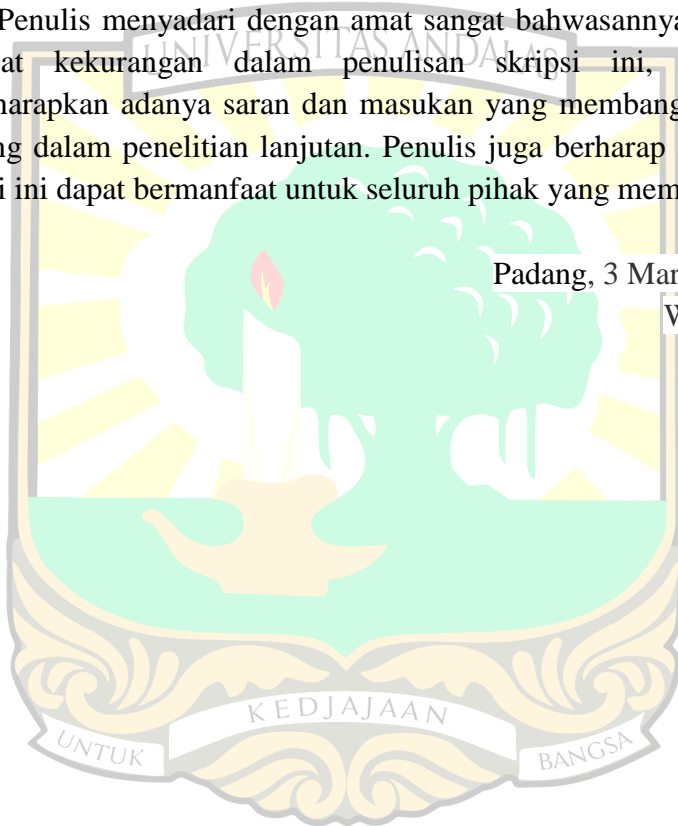 Penulis menyadari dengan amat sangat bahwasannya
at kekurangan dalam penulisan skripsi ini,
harapkan adanya saran dan masukan yang membang
ng dalam penelitian lanjutan. Penulis juga berharap
i ini dapat bermanfaat untuk seluruh pihak yang mem
Padang, 3 Mar
W
UNIVERSITAS ANDALAS
KEDJAJAAN
UNTUK
BANGSA